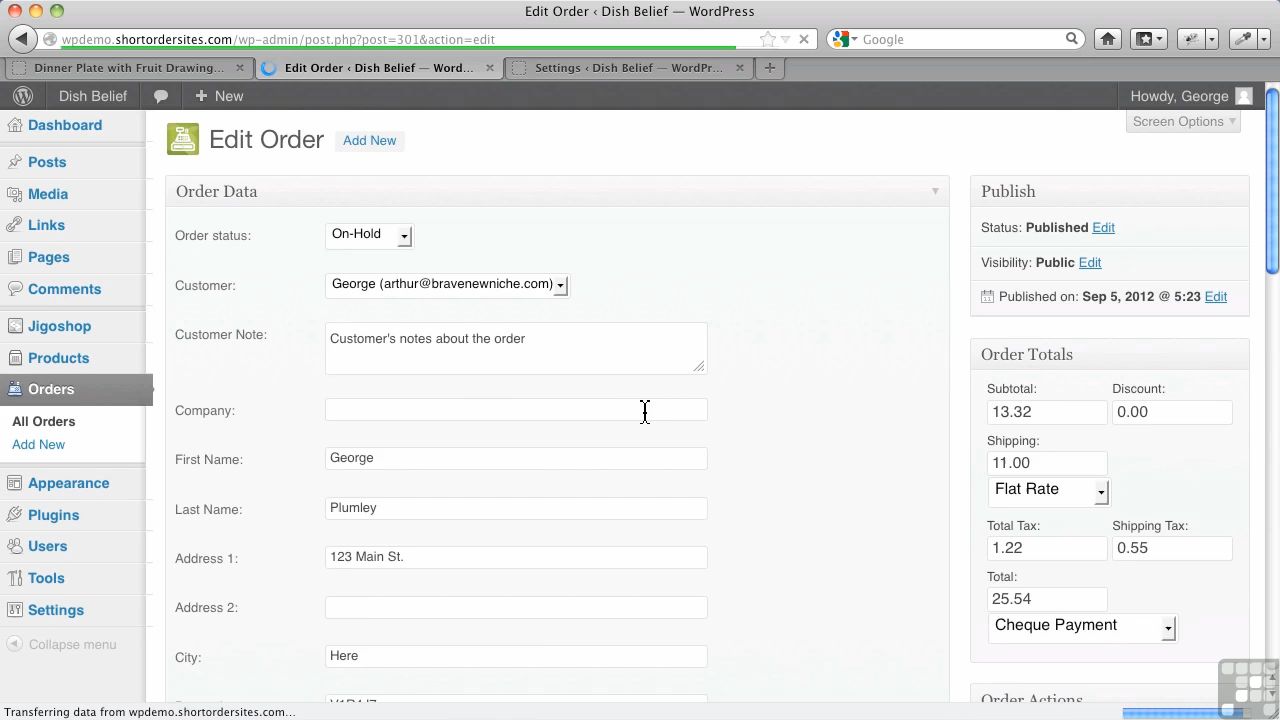 Edit Order ‹ Dish Belief — WordPress
wpdemo.shortordersites.com/wp-admin/post.php?post=301&action=edit
Google
Dinner Plate with Fruit Drawing...
Edit Order ‹ Dish Belief — Word...
Settings ‹ Dish Belief — WordPr...
Dish Belief
+ New
Howdy, George
Screen Options
Dashboard
Posts
Media
Links
Pages
Comments
Jigoshop
Products
Orders
All Orders
Add New
Appearance
Plugins
Users
Tools
Settings
Collapse menu
Edit Order Add New
Order Data
Order status: On-Hold
Customer: George (arthur@bravenewniche.com)
Customer Note: Customer's notes about the order
Company:
First Name: George
Last Name: Plumley
Address 1: 123 Main St.
Address 2:
City: Here
Publish
Status: Published Edit
Visibility: Public Edit
Published on: Sep 5, 2012 @ 5:23 Edit
Order Totals
Subtotal: Discount:
13.32 0.00
Shipping:
11.00
Flat Rate
Total Tax: Shipping Tax:
1.22 0.55
Total:
25.54
Cheque Payment
Order Actions
Transferring data from wpdemo.shortordersites.com...